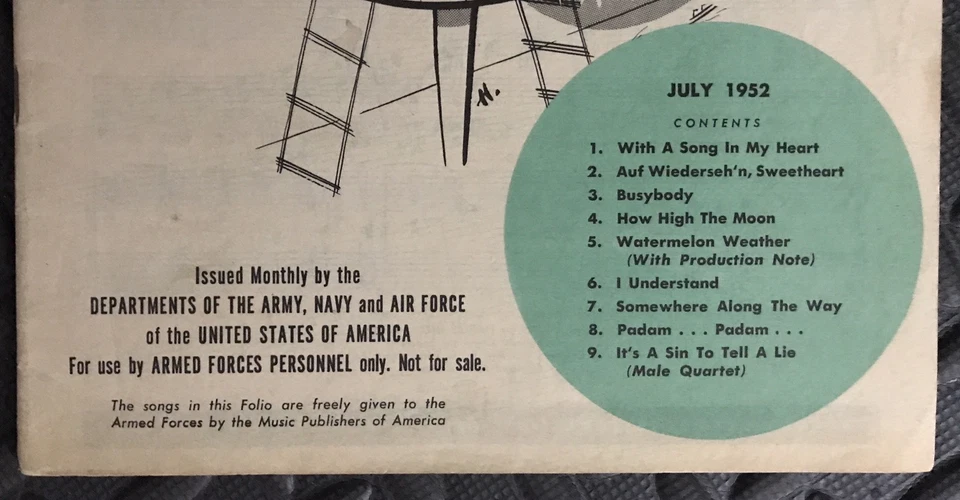 N.
JULY 1952
CONTENTS
1. With A Song In My Heart
2. Auf Wiederseh'n, Sweetheart
3. Busybody
4. How High The Moon
5. Watermelon Weather
(With Production Note)
6. I Understand
7. Somewhere Along The Way
8. Padam . . . Padam . . .
9. It's A Sin To Tell A Lie
(Male Quartet)
Issued Monthly by the
DEPARTMENTS OF THE ARMY, NAVY and AIR FORCE
of the UNITED STATES OF AMERICA
For use by ARMED FORCES PERSONNEL only. Not for sale.
The songs in this Folio are freely given to the
Armed Forces by the Music Publishers of America